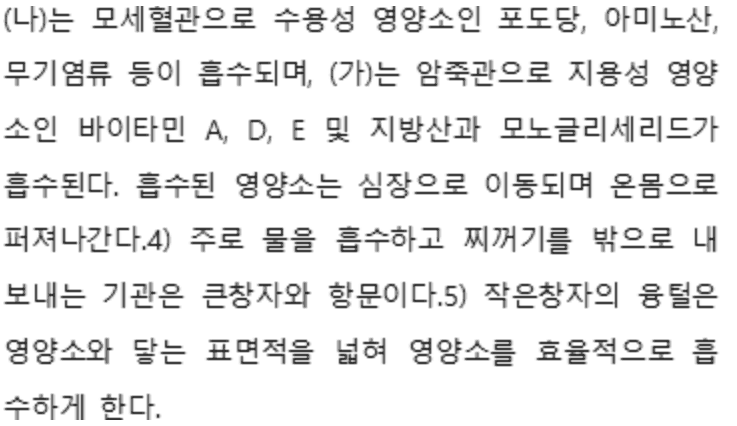 (나)는 모세혈관으로 수용성 영양소인 포도당, 아미노산,
무기염류 등이 흡수되며, (가)는 암죽관으로 지용성 영양
소인 바이타민 A, D, E 및 지방산과 모노글리세리드가
흡수된다. 흡수된 영양소는 심장으로 이동되며 온몸으로
퍼져나간다.4) 주로 물을 흡수하고 찌꺼기를 밖으로 내
보내는 기관은 큰창자와 항문이다.5) 작은창자의 융털은
영양소와 닿는 표면적을 넓혀 영양소를 효율적으로 흡
수하게 한다.